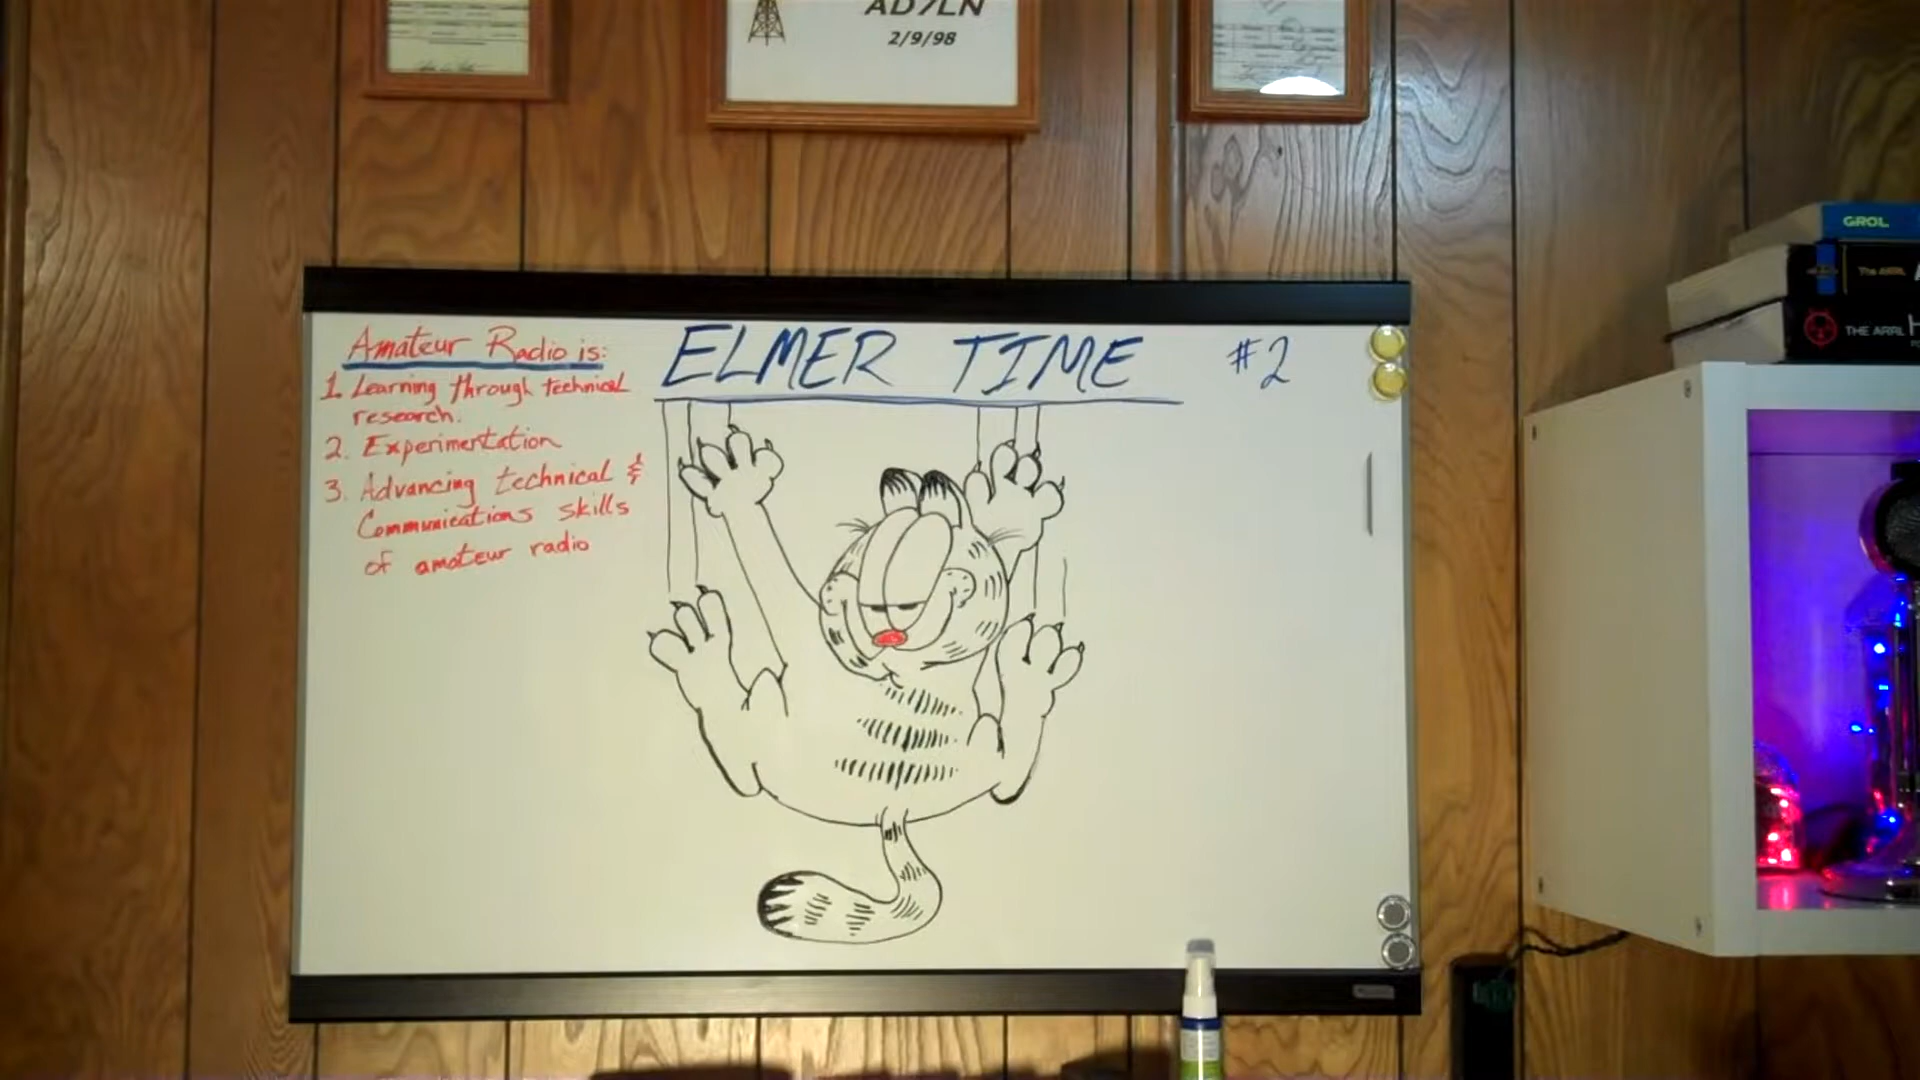 AD7LN
2/9/98
GROL
The ARRL
THE ARRL
Amateur Radio is:
1. Learning through technical
research.
2. Experimentation
3. Advancing technical &
Communications skills
of amateur radio
ELMER TIME #2